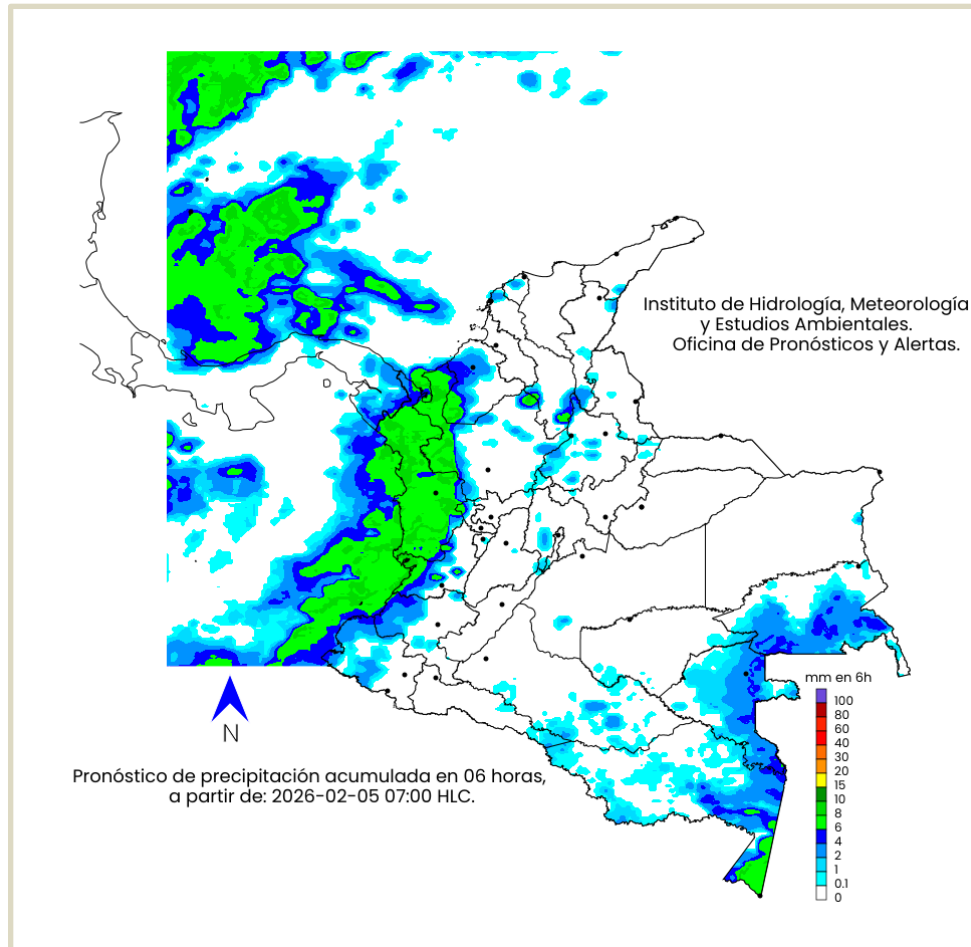 Instituto de Hidrología, Meteorología
y Estudios Ambientales.
Oficina de Pronósticos y Alertas.
mm en 6h
100
80
60
40
30
20
15
10
8
6
4
2
1
0.1
0
N
Pronóstico de precipitación acumulada en 06 horas,
a partir de: 2026-02-05 07:00 HLC.